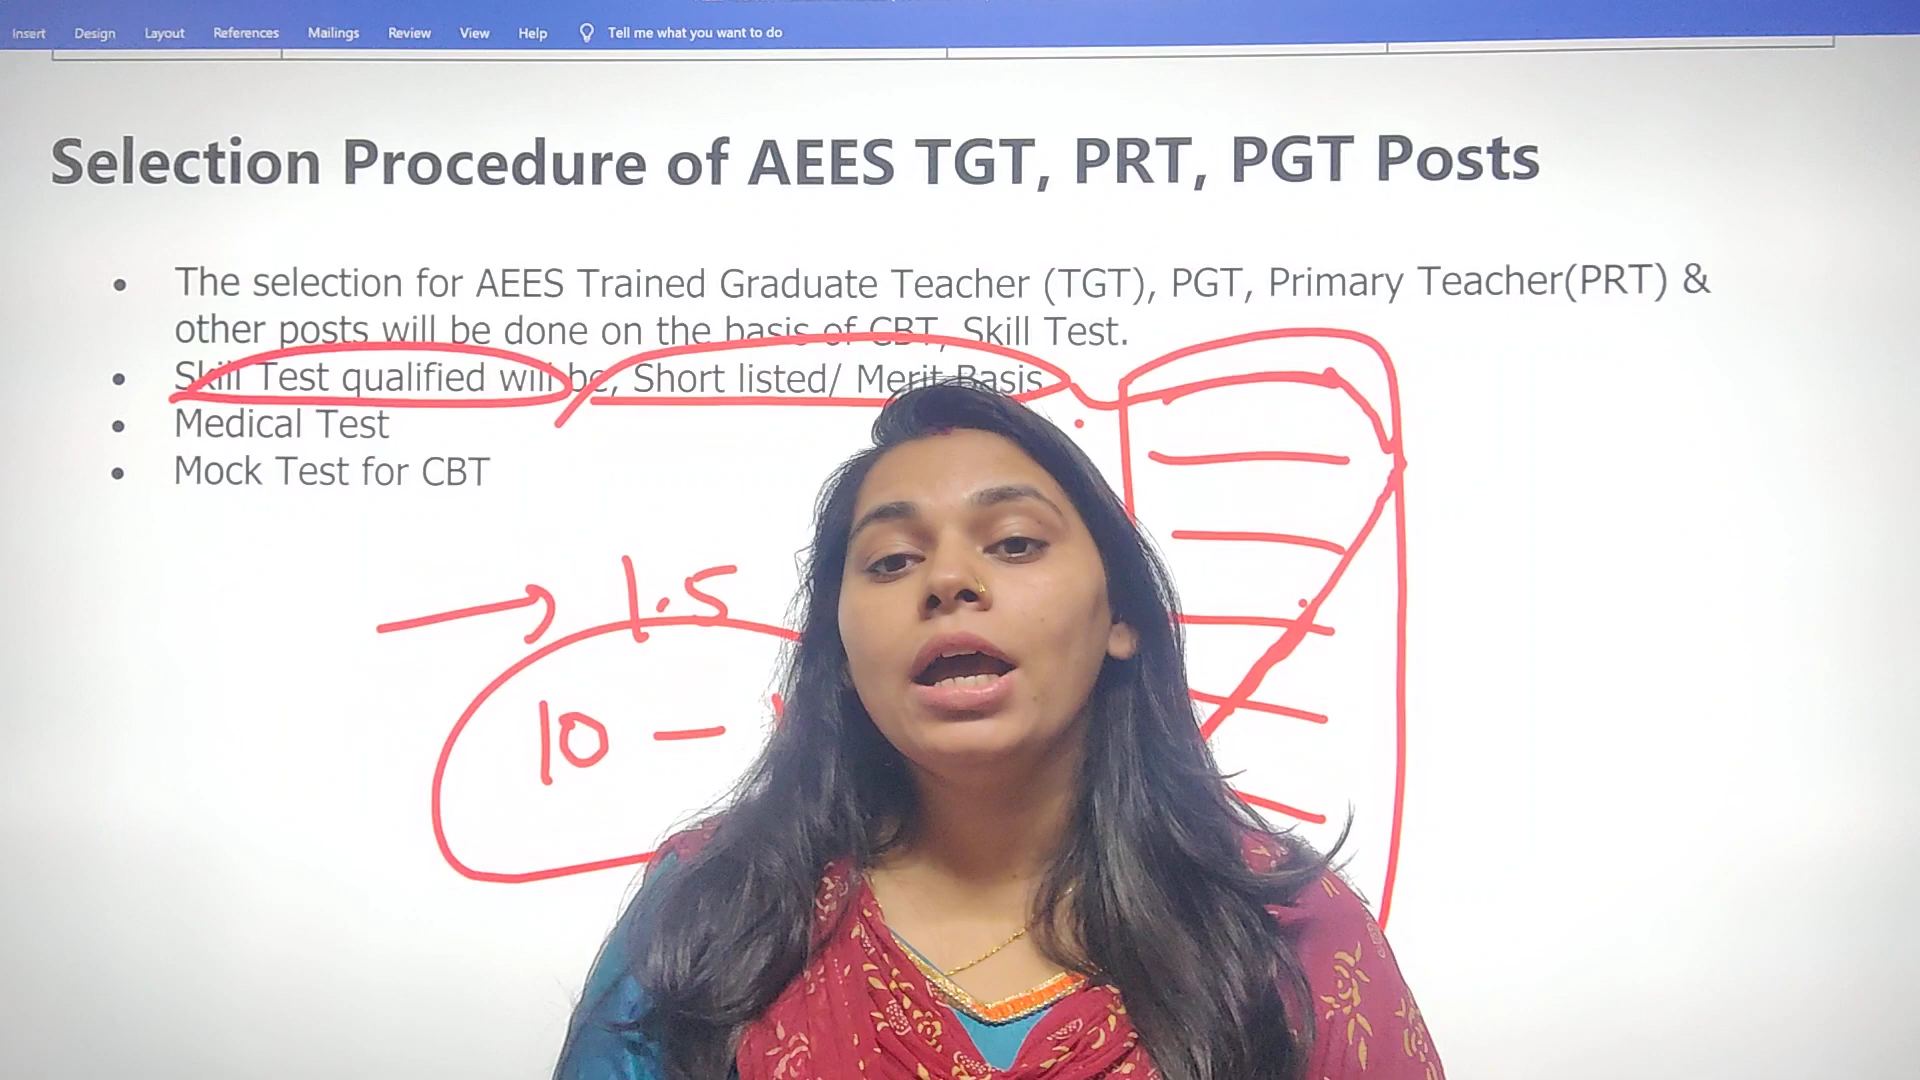 Insert Design Layout References Mailings Review View Help Tell me what you want to do
Selection Procedure of AEES TGT, PRT, PGT Posts
• The selection for AEES Trained Graduate Teacher (TGT), PGT, Primary Teacher(PRT) &
other posts will be done on the basis of CBT, Skill Test.
• Skill Test qualified will be, Short listed/ Merit Basis
• Medical Test
• Mock Test for CBT
1.5
10 –